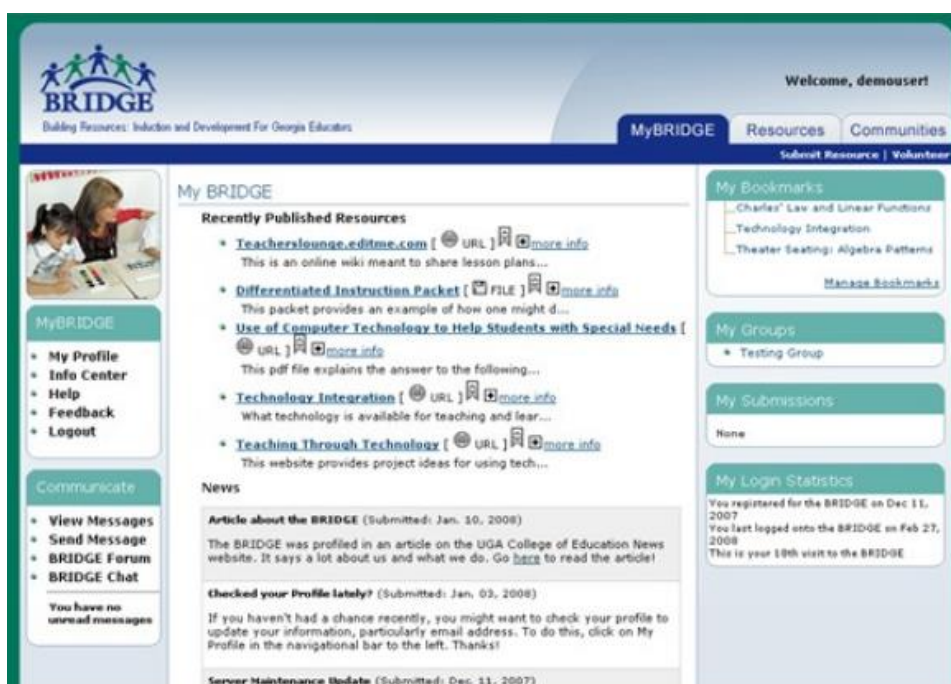 BRIDGE
Building Resources: Induction and Development For Georgia Educators
Welcome, demouser!
MyBRIDGE Resources Communities
Submit Resource | Volunteer
MyBRIDGE
My Profile
Info Center
Help
Feedback
Logout
Communicate
View Messages
Send Message
BRIDGE Forum
BRIDGE Chat
You have no
unread messages
My BRIDGE
Recently Published Resources
Teacherslounge.editme.com [ URL ] more info
This is an online wiki meant to share lesson plans...
Differentiated Instruction Packet [ FILE ] more info
This packet provides an example of how one might d...
Use of Computer Technology to Help Students with Special Needs [
URL ] more info
This pdf file explains the answer to the following...
Technology Integration [ URL ] more info
What technology is available for teaching and lear...
Teaching Through Technology [ URL ] more info
This website provides project ideas for using tech...
News
Article about the BRIDGE (Submitted: Jan. 10, 2008)
The BRIDGE was profiled in an article on the UGA College of Education News
website. It says a lot about us and what we do. Go here to read the article!
Checked your Profile lately? (Submitted: Jan. 03, 2008)
If you haven't had a chance recently, you might want to check your profile to
update your information, particularly email address. To do this, click on My
Profile in the navigational bar to the left. Thanks!
Server Maintenance Update (Submitted: Dec. 11, 2007)
My Bookmarks
Charles' Law and Linear Functions
Technology Integration
Theater Seating: Algebra Patterns
Manage Bookmarks
My Groups
Testing Group
My Submissions
None
My Login Statistics
You registered for the BRIDGE on Dec 11,
2007
You last logged onto the BRIDGE on Feb 27,
2008
This is your 18th visit to the BRIDGE